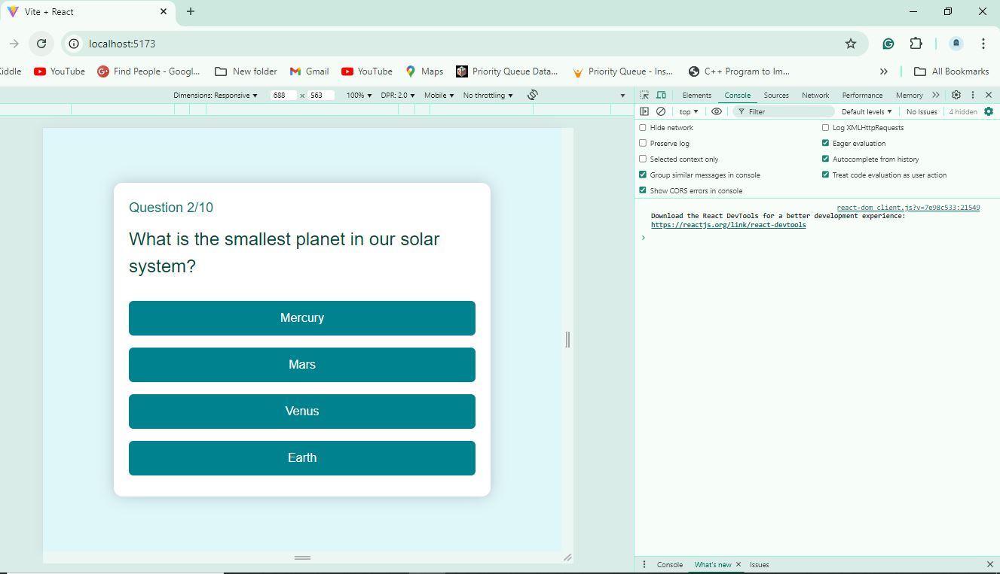 Vite + React
localhost:5173
iddle YouTube Find People - Googl... New folder Gmail YouTube Maps Priority Queue Data... Priority Queue - Ins... C++ Program to Im... All Bookmarks
Dimensions: Responsive 688 × 563 100% DPR: 2.0 Mobile No throttling
Elements Console Sources Network Performance Memory
top Filter Default levels No Issues 4 hidden
Hide network Log XMLHttpRequests
Preserve log Eager evaluation
Selected context only Autocomplete from history
Group similar messages in console Treat code evaluation as user action
Show CORS errors in console
react-dom_client.js?v=7e98c533:21549
Download the React DevTools for a better development experience:
https://reactjs.org/link/react-devtools
Question 2/10
What is the smallest planet in our solar
system?
Mercury
Mars
Venus
Earth
Console What's new Issues